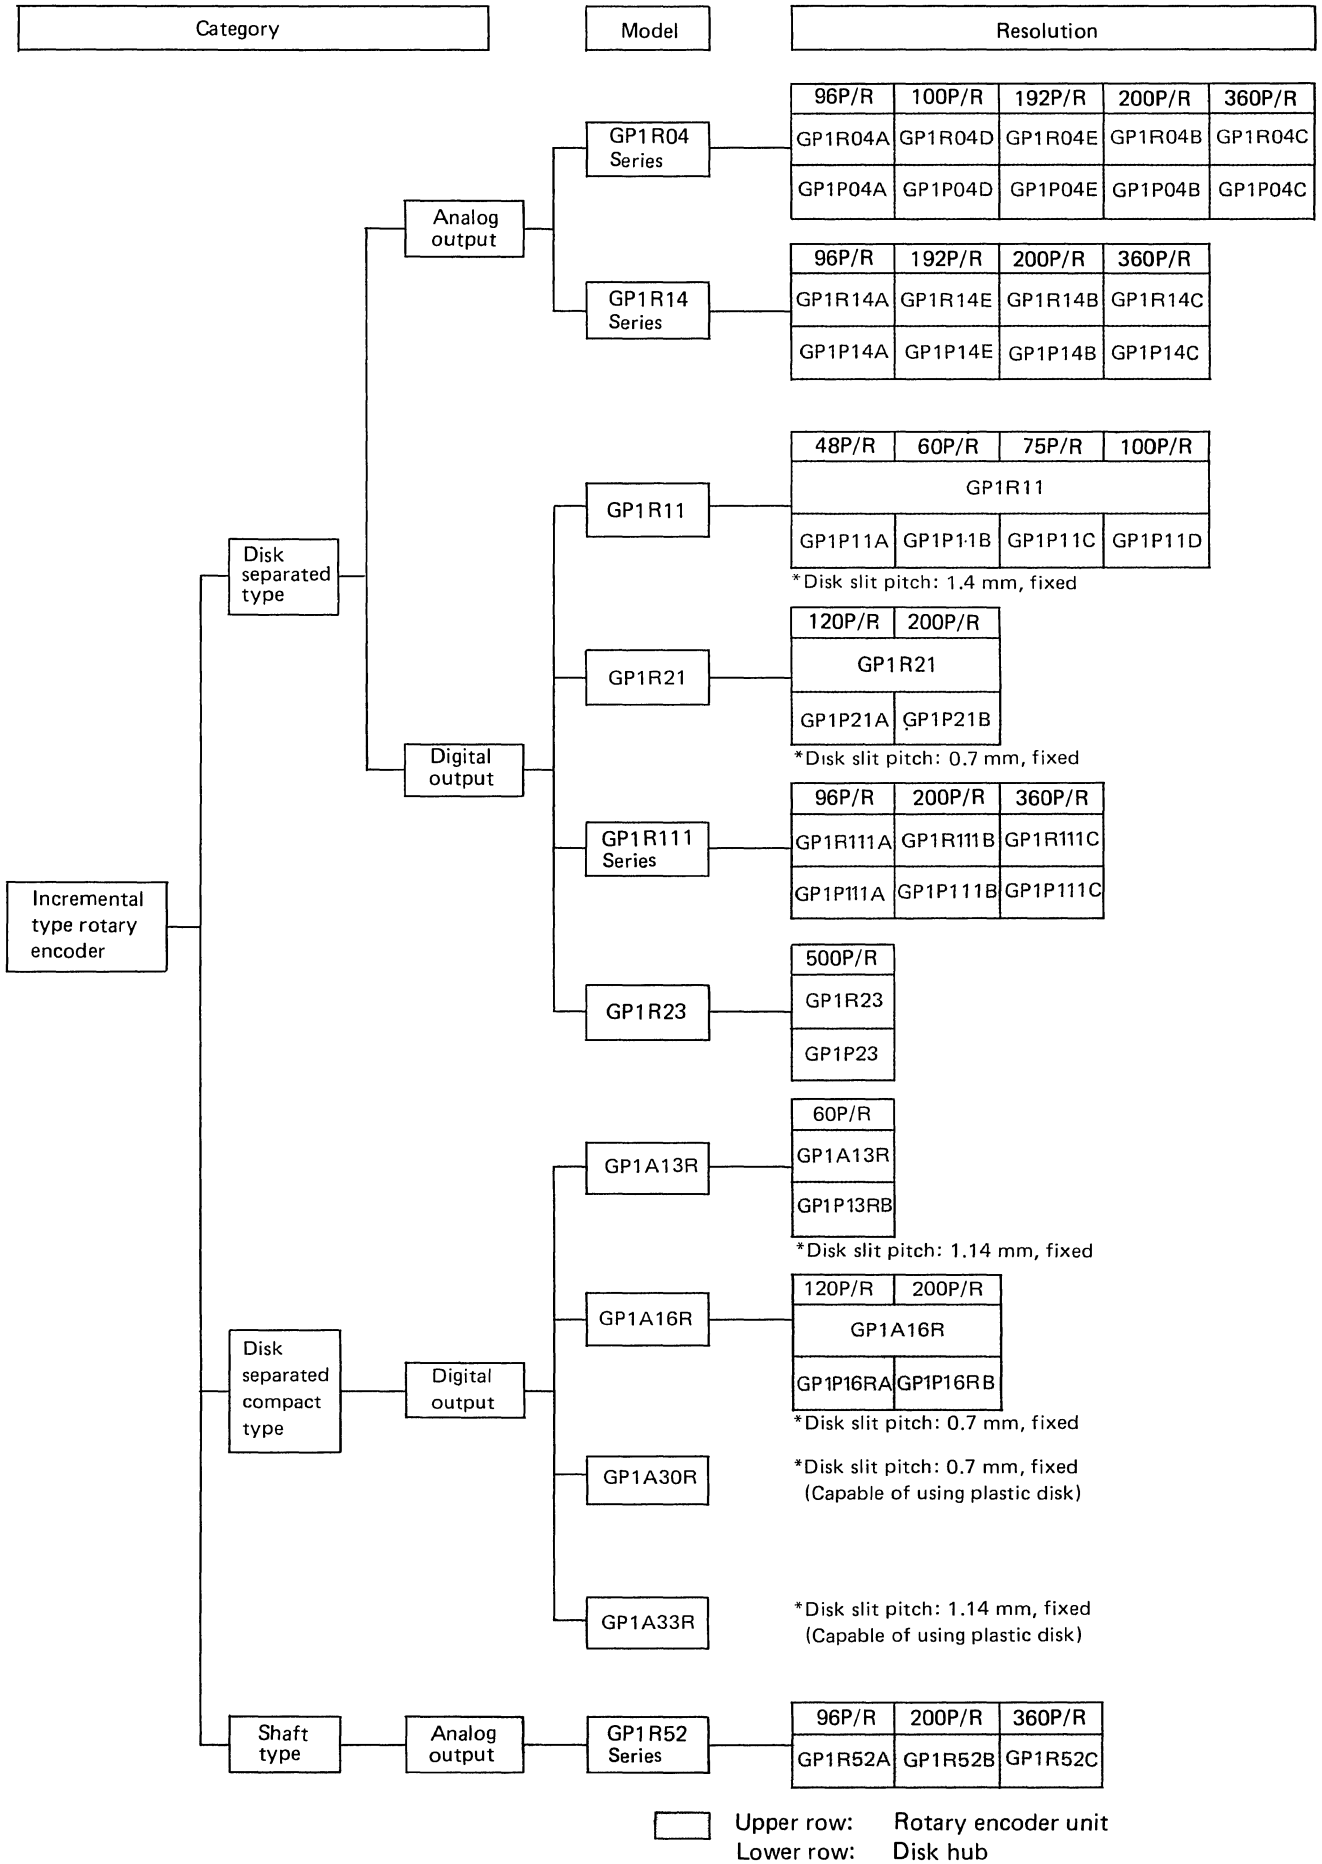 Category
Model
Resolution
96P/R 100P/R 192P/R 200P/R 360P/R
GP1R04
Series
GP1R04A GP1R04D GP1R04E GP1R04B GP1R04C
GP1P04A GP1P04D GP1P04E GP1P04B GP1P04C
Analog
output
96P/R 192P/R 200P/R 360P/R
GP1R14
Series
GP1R14A GP1R14E GP1R14B GP1R14C
GP1P14A GP1P14E GP1P14B GP1P14C
48P/R 60P/R 75P/R 100P/R
GP1R11
GP1R11
GP1P11A GP1P11B GP1P11C GP1P11D
*Disk slit pitch: 1.4 mm, fixed
Disk
separated
type
120P/R 200P/R
GP1R21
GP1R21
GP1P21A GP1P21B
*Disk slit pitch: 0.7 mm, fixed
Digital
output
96P/R 200P/R 360P/R
GP1R111
Series
GP1R111A GP1R111B GP1R111C
GP1P111A GP1P111B GP1P111C
Incremental
type rotary
encoder
500P/R
GP1R23
GP1R23
GP1P23
60P/R
GP1A13R
GP1A13R
GP1P13RB
*Disk slit pitch: 1.14 mm, fixed
120P/R 200P/R
GP1A16R
GP1A16R
GP1P16RA GP1P16RB
*Disk slit pitch: 0.7 mm, fixed
Disk
separated
compact
type
Digital
output
GP1A30R
*Disk slit pitch: 0.7 mm, fixed
(Capable of using plastic disk)
GP1A33R
*Disk slit pitch: 1.14 mm, fixed
(Capable of using plastic disk)
Shaft
type
Analog
output
GP1R52
Series
96P/R 200P/R 360P/R
GP1R52A GP1R52B GP1R52C
Upper row: Rotary encoder unit
Lower row: Disk hub